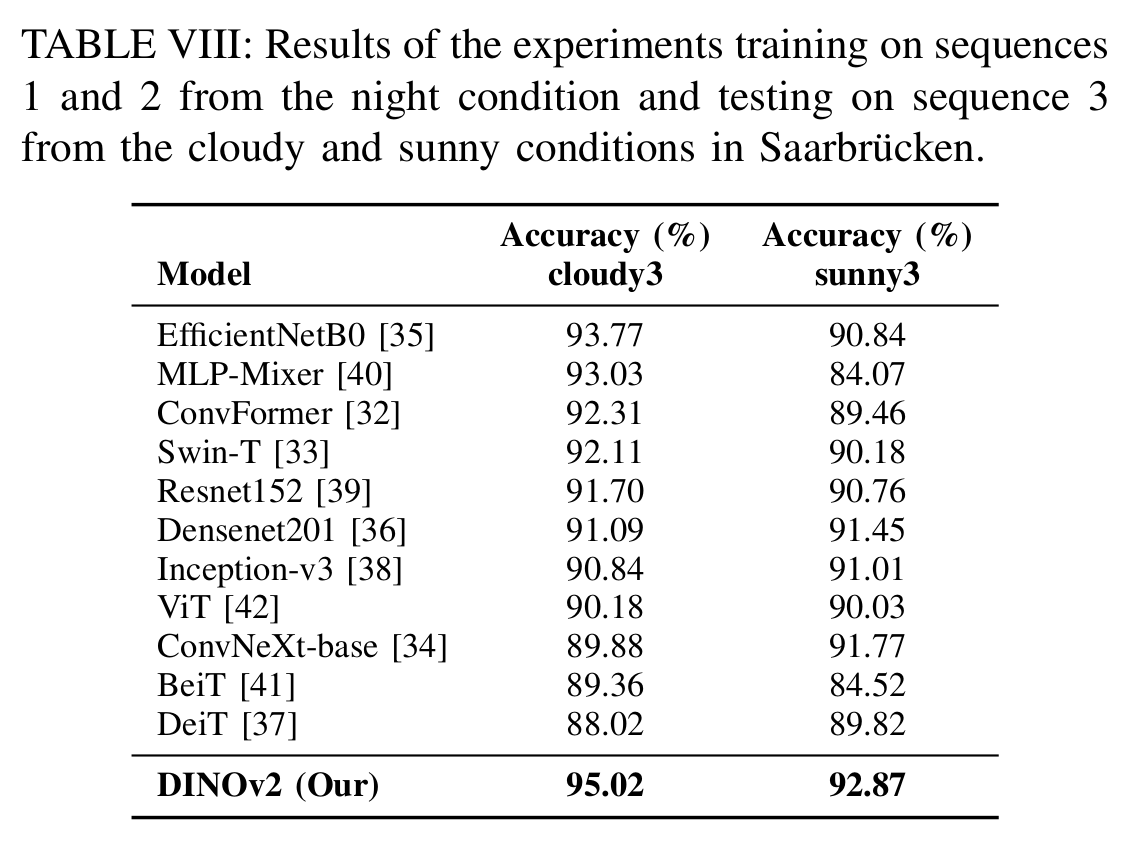 TABLE VIII: Results of the experiments training on sequences
1 and 2 from the night condition and testing on sequence 3
from the cloudy and sunny conditions in Saarbrücken.
Accuracy (%) Accuracy (%)
Model cloudy3 sunny3
EfficientNetB0 [35] 93.77 90.84
MLP-Mixer [40] 93.03 84.07
ConvFormer [32] 92.31 89.46
Swin-T [33] 92.11 90.18
Resnet152 [39] 91.70 90.76
Densenet201 [36] 91.09 91.45
Inception-v3 [38] 90.84 91.01
ViT [42] 90.18 90.03
ConvNeXt-base [34] 89.88 91.77
BeiT [41] 89.36 84.52
DeiT [37] 88.02 89.82
DINOv2 (Our) 95.02 92.87